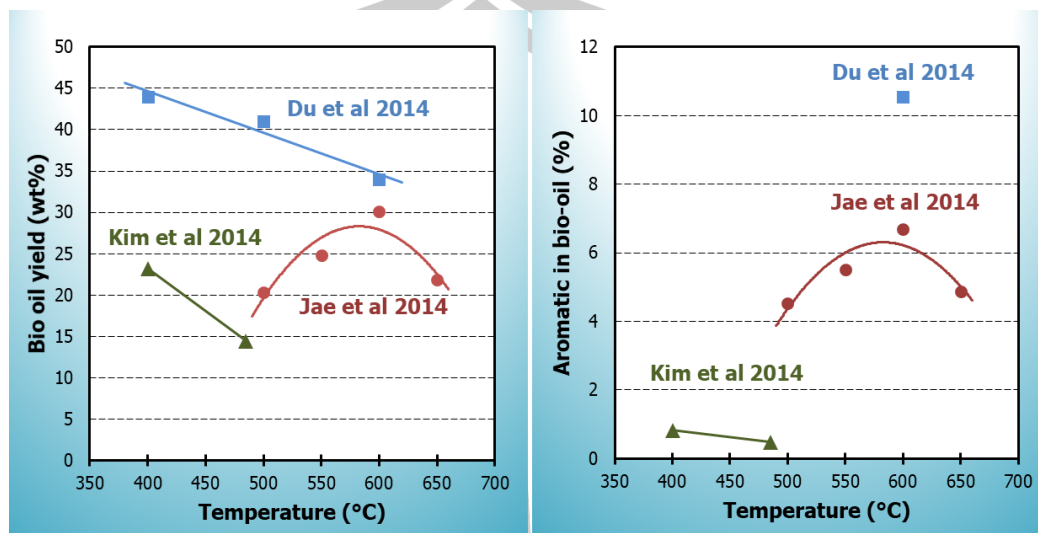 Bio oil yield (wt%)
50
45
40
35
30
25
20
15
10
5
0
Du et al 2014
Kim et al 2014
Jae et al 2014
350 400 450 500 550 600 650 700
Temperature (°C)
Aromatic in bio-oil (%)
12
10
8
6
4
2
0
Du et al 2014
Jae et al 2014
Kim et al 2014
350 400 450 500 550 600 650 700
Temperature (°C)